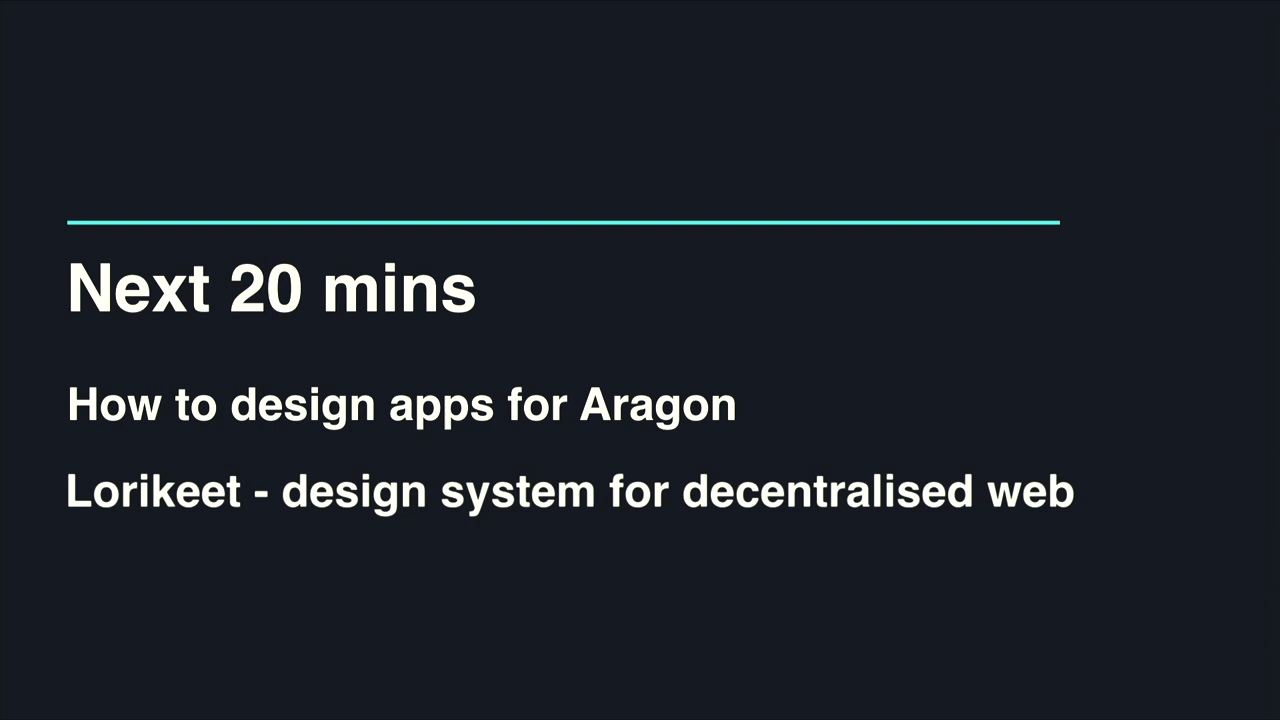 Next 20 mins
How to design apps for Aragon
Lorikeet - design system for decentralised web